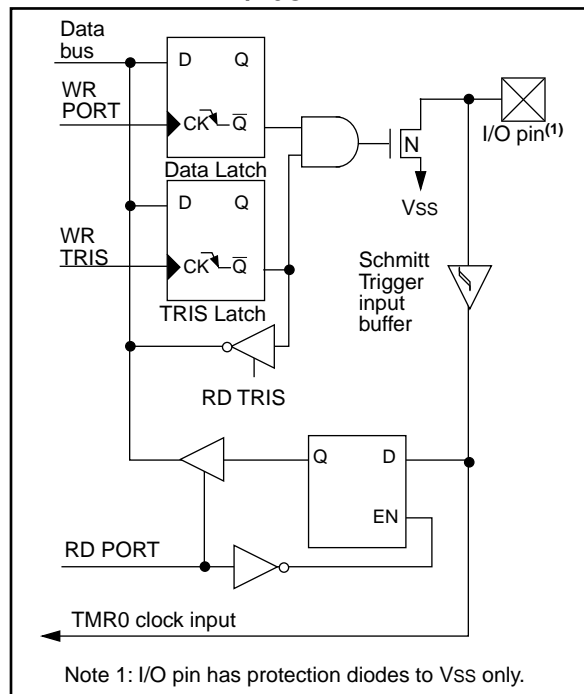 Data
bus
D Q
WR
PORT
CK Q̅
Data Latch
N
I/O pin(1)
VSS
D Q
WR
TRIS
CK Q̅
TRIS Latch
Schmitt
Trigger
input
buffer
RD TRIS
Q D
EN
RD PORT
TMR0 clock input
Note 1: I/O pin has protection diodes to VSS only.